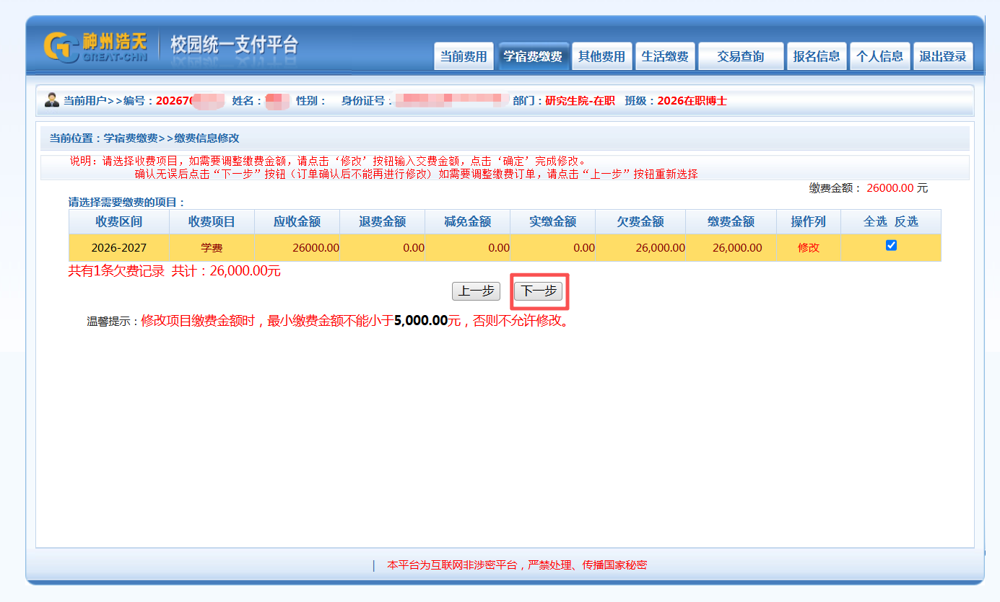 神州浩天 校园统一支付平台
GREAT-CHN
当前费用 学宿费缴费 其他费用 生活缴费 交易查询 报名信息 个人信息 退出登录
当前用户>>编号：202670 姓名： 性别： 身份证号： 部门：研究生院-在职 班级：2026在职博士
当前位置：学宿费缴费>>缴费信息修改
说明：请选择收费项目，如需要调整缴费金额，请点击‘修改’按钮输入交费金额，点击‘确定’完成修改。
确认无误后点击“下一步”按钮（订单确认后不能再进行修改）如需要调整缴费订单，请点击“上一步”按钮重新选择
缴费金额： 26000.00 元
请选择需要缴费的项目：
收费区间 收费项目 应收金额 退费金额 减免金额 实缴金额 欠费金额 缴费金额 操作列 全选 反选
2026-2027 学费 26000.00 0.00 0.00 0.00 26,000.00 26,000.00 修改
共有1条欠费记录 共计：26,000.00元
上一步 下一步
温馨提示：修改项目缴费金额时，最小缴费金额不能小于5,000.00元，否则不允许修改。
| 本平台为互联网非涉密平台，严禁处理、传播国家秘密